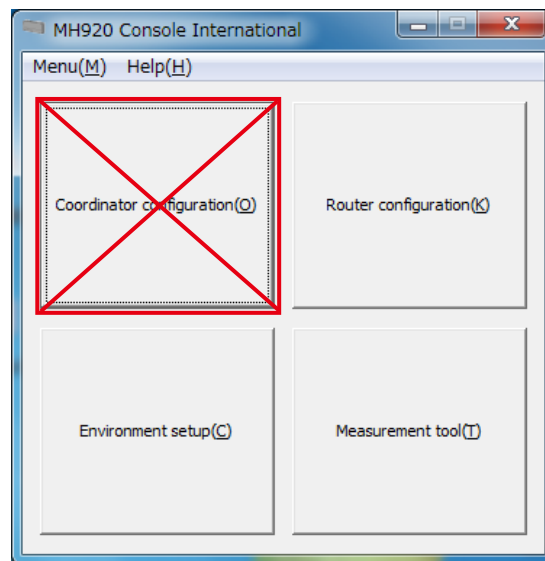 MH920 Console International
Menu(M) Help(H)
Coordinator configuration(O)
Router configuration(K)
Environment setup(C)
Measurement tool(T)